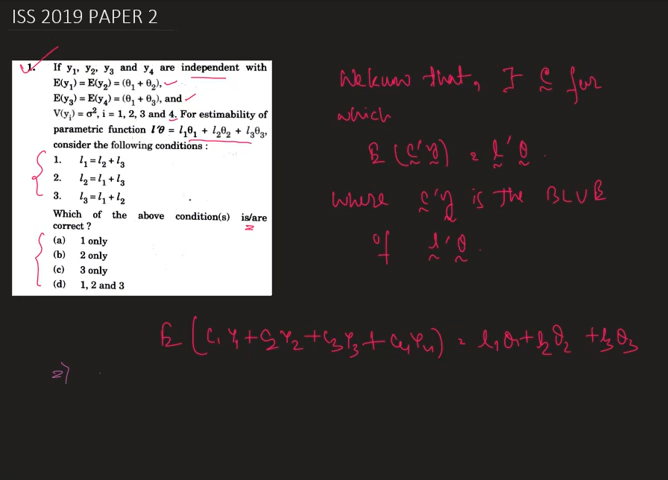 ISS 2019 PAPER 2
1. If y₁, y₂, y₃ and y₄ are independent with
E(y₁) = E(y₂) = (θ₁ + θ₂),
E(y₃) = E(y₄) = (θ₁ + θ₃), and
V(yᵢ) = σ², i = 1, 2, 3 and 4. For estimability of
parametric function l'θ = l₁θ₁ + l₂θ₂ + l₃θ₃,
consider the following conditions :
1. l₁ = l₂ + l₃
2. l₂ = l₁ + l₃
3. l₃ = l₁ + l₂
Which of the above condition(s) is/are
correct ?
(a) 1 only
(b) 2 only
(c) 3 only
(d) 1, 2 and 3
We know that, ∃ c for
which
E (c'y) = l'θ.
where c'y is the BLUE
of l'θ.
E (c₁y₁ + c₂y₂ + c₃y₃ + c₄y₄) = l₁θ₁ + l₂θ₂ + l₃θ₃
⇒